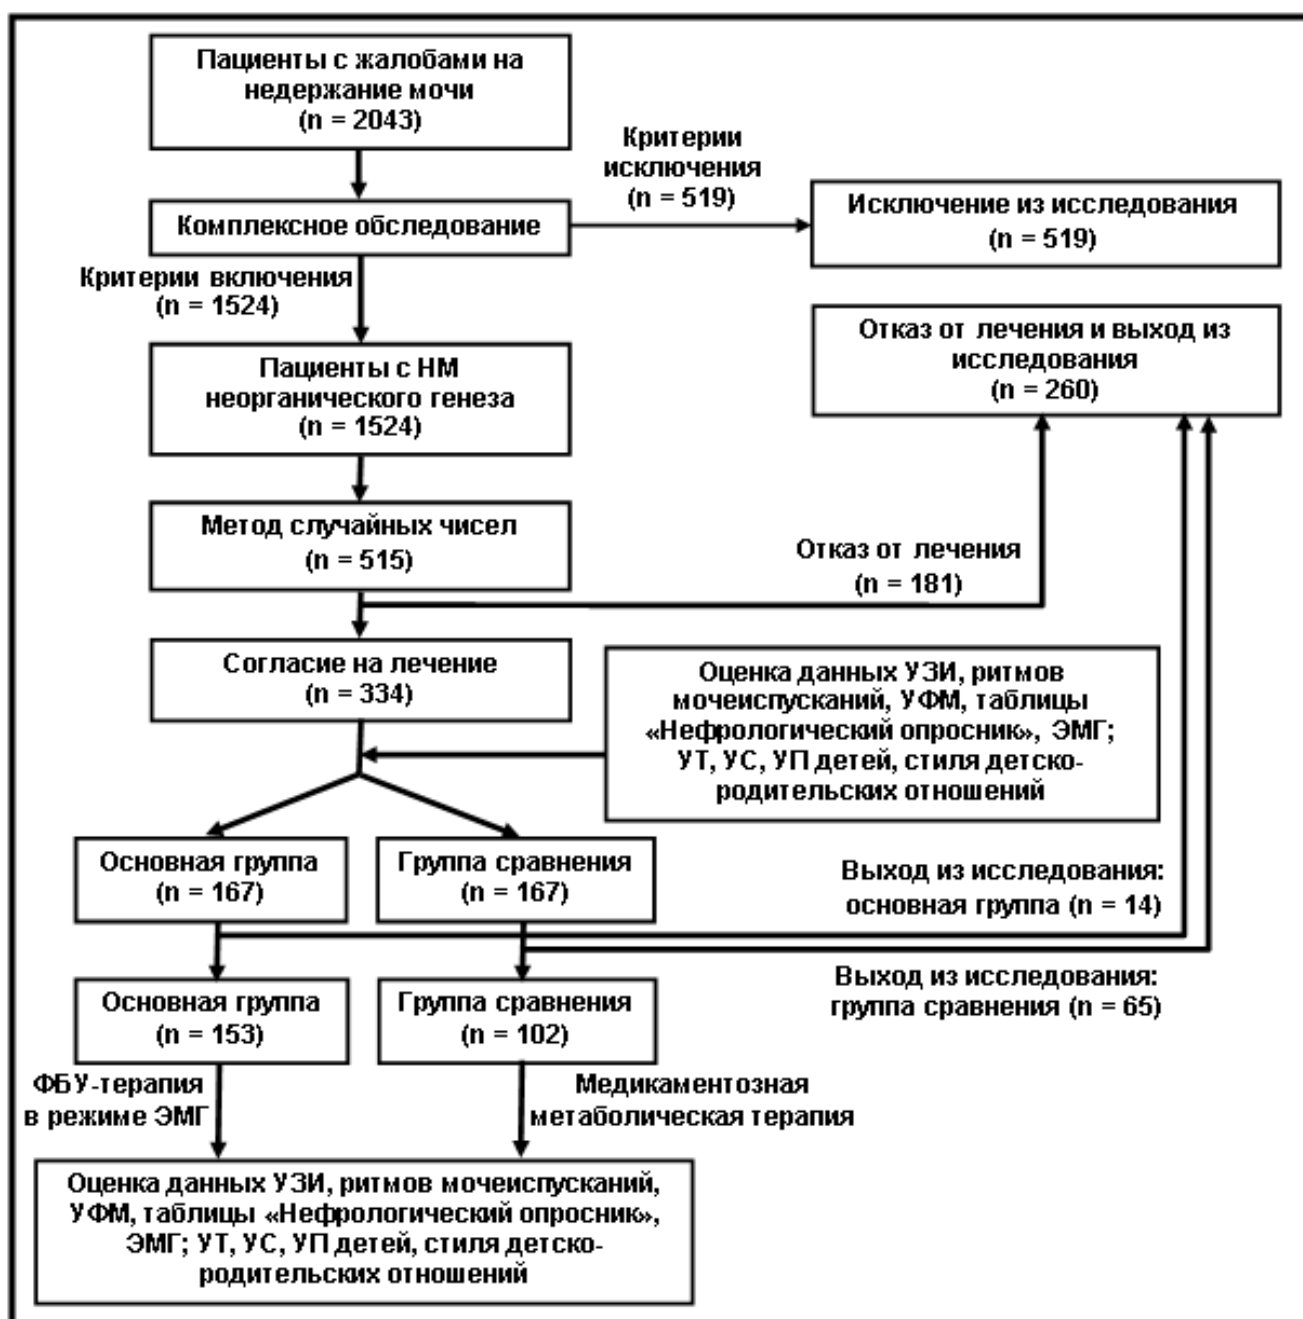 Пациенты с жалобами на
недержание мочи
(n = 2043)
Критерии
исключения
(n = 519)
Комплексное обследование
Исключение из исследования
(n = 519)
Критерии включения
(n = 1524)
Отказ от лечения и выход из
исследования
(n = 260)
Пациенты с НМ
неорганического генеза
(n = 1524)
Метод случайных чисел
(n = 515)
Отказ от лечения
(n = 181)
Согласие на лечение
(n = 334)
Оценка данных УЗИ, ритмов
мочеиспусканий, УФМ, таблицы
«Нефрологический опросник», ЭМГ;
УТ, УС, УП детей, стиля детско-
родительских отношений
Основная группа
(n = 167)
Группа сравнения
(n = 167)
Выход из исследования:
основная группа (n = 14)
Основная группа
(n = 153)
Группа сравнения
(n = 102)
Выход из исследования:
группа сравнения (n = 65)
ФБУ-терапия
в режиме ЭМГ
Медикаментозная
метаболическая терапия
Оценка данных УЗИ, ритмов мочеиспусканий,
УФМ, таблицы «Нефрологический опросник»,
ЭМГ; УТ, УС, УП детей, стиля детско-
родительских отношений